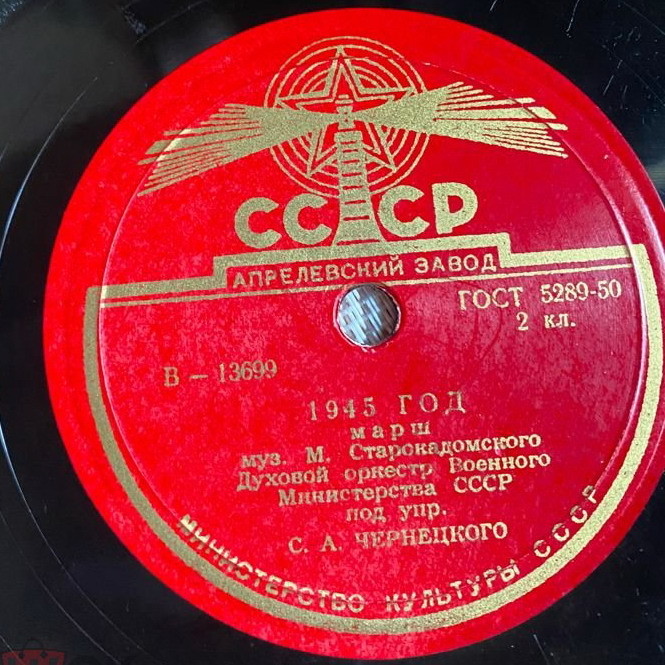 СССР
АПРЕЛЕВСКИЙ ЗАВОД
ГОСТ 5289-50
2 кл.
В — 13699
1945 ГОД
марш
муз. М. Старокадомского
Духовой оркестр Военного
Министерства СССР
под упр.
С. А. ЧЕРНЕЦКОГО
МИНИСТЕРСТВО КУЛЬТУРЫ СССР